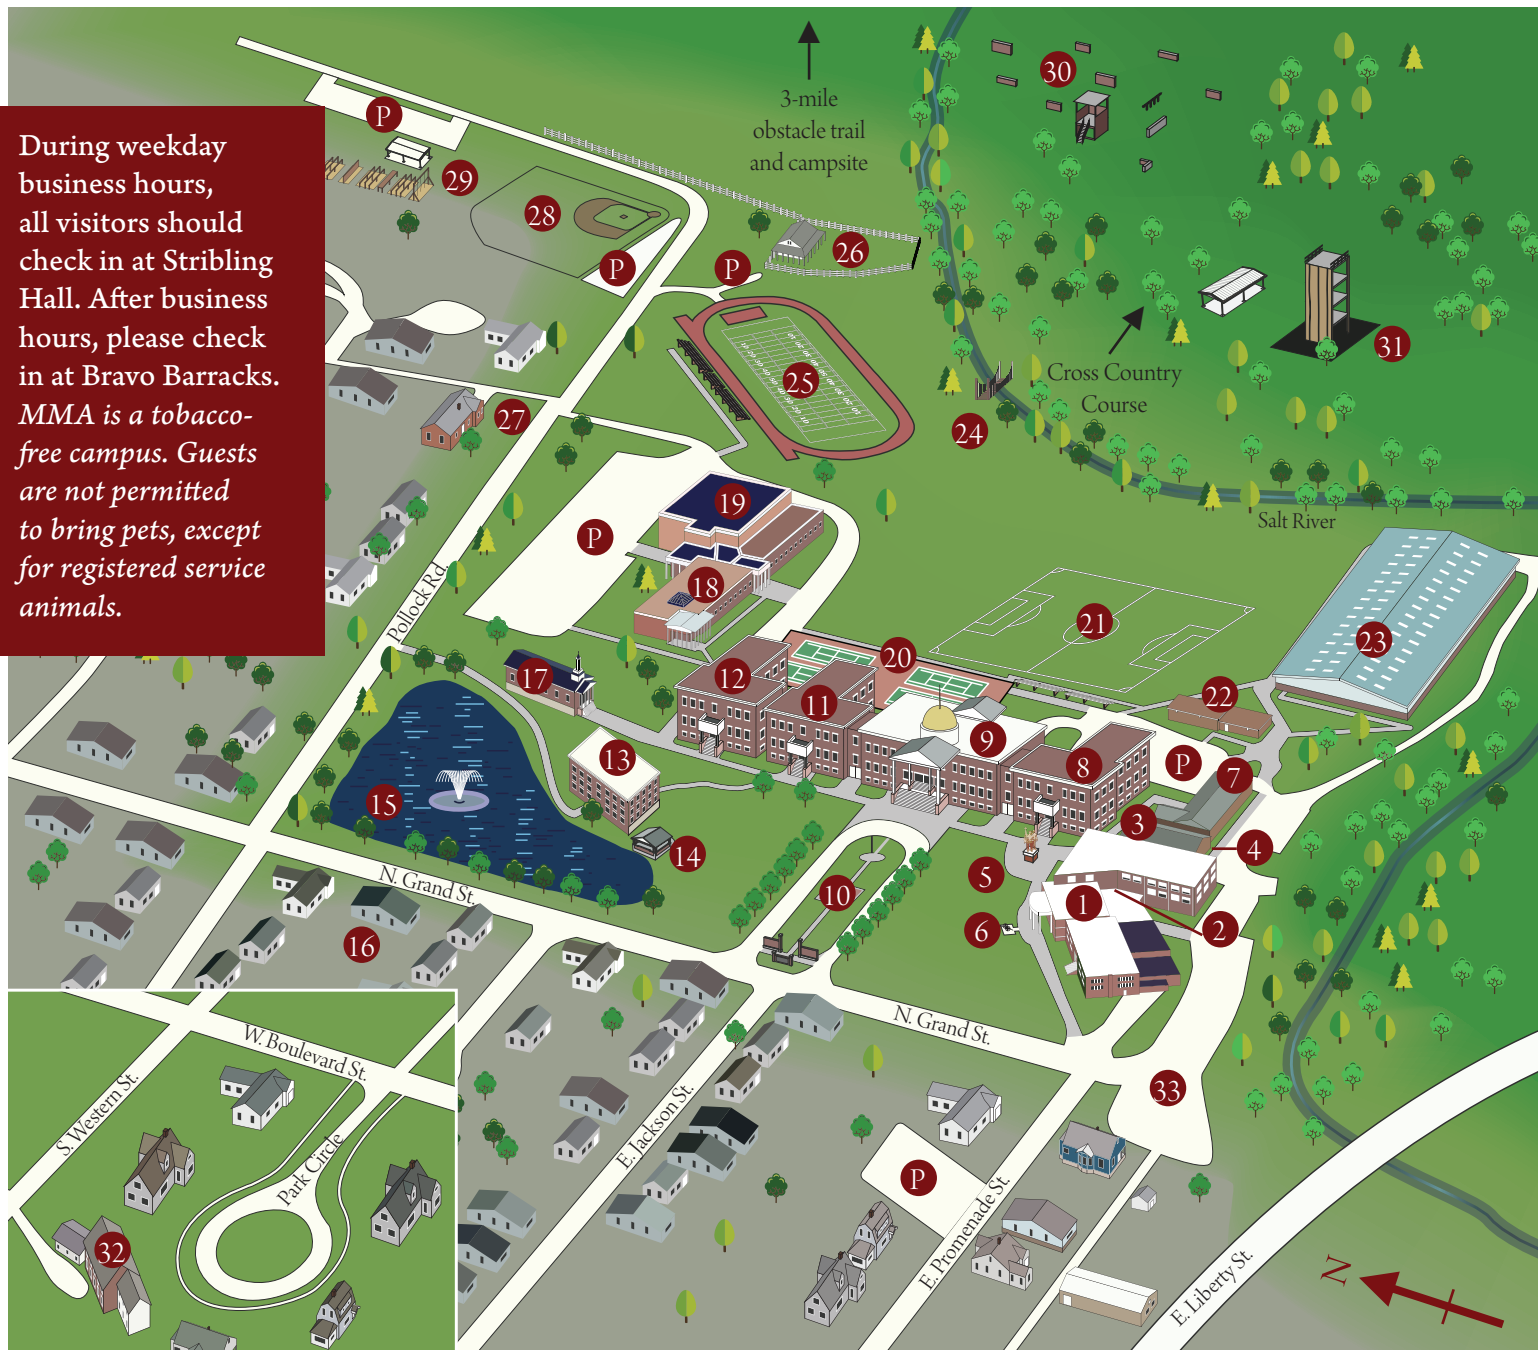 During weekday
business hours,
all visitors should
check in at Stribling
Hall. After business
hours, please check
in at Bravo Barracks.
MMA is a tobacco-
free campus. Guests
are not permitted
to bring pets, except
for registered service
animals.
3-mile
obstacle trail
and campsite
30
P
29
28
P
P
26
31
Cross Country
Course
25
24
27
Salt River
19
P
18
Pollock Rd.
21
23
20
17
12
11
22
9
8
P
7
13
15
3
4
14
5
10
1
2
6
N. Grand St.
16
N. Grand St.
W. Boulevard St.
S. Western St.
Park Circle
32
E. Jackson St.
33
P
E. Promenade St.
E. Liberty St.
N